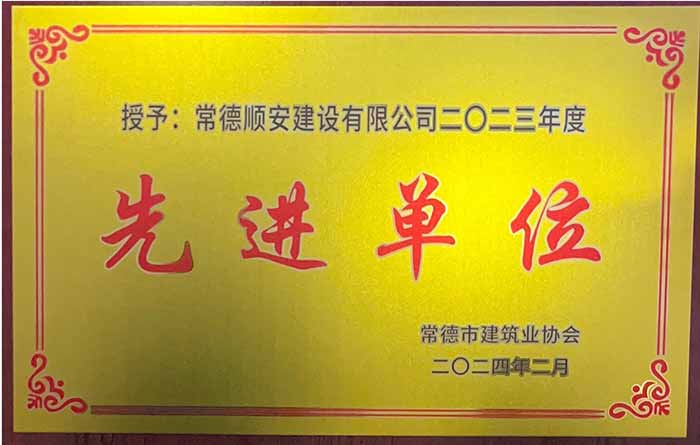 授予：常德顺安建设有限公司二〇二三年度
先进单位
常德市建筑业协会
二〇二四年二月